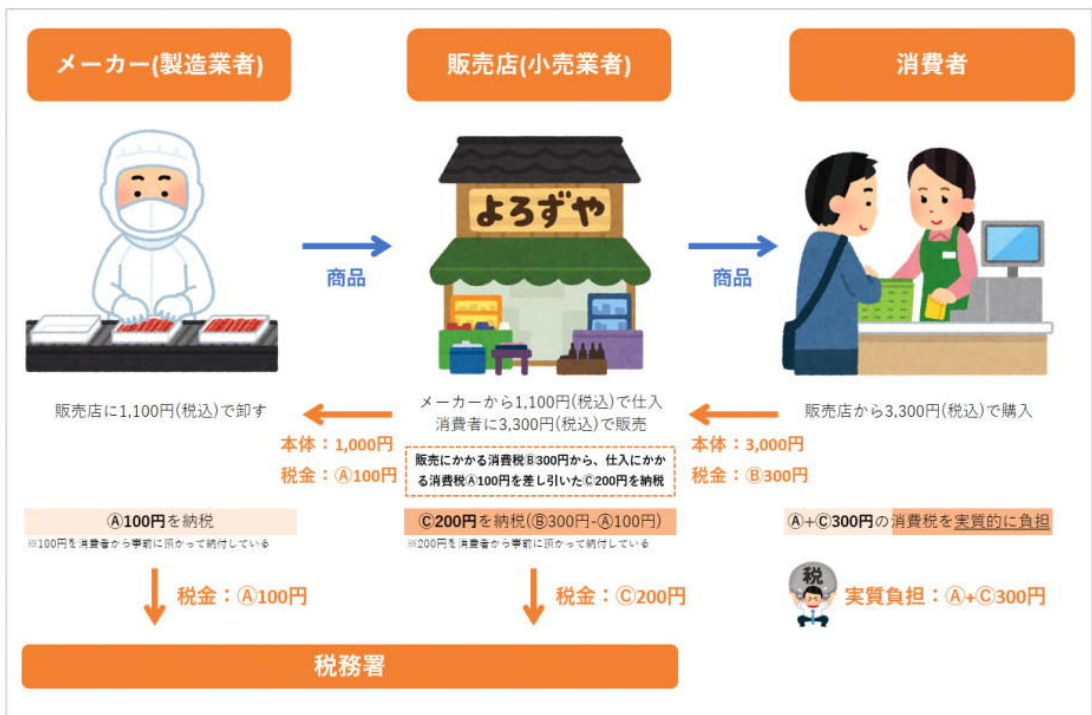 メーカー(製造業者)
販売店(小売業者)
消費者
よろずや
商品
商品
販売店に1,100円(税込)で卸す
メーカーから1,100円(税込)で仕入
消費者に3,300円(税込)で販売
販売店から3,300円(税込)で購入
本体：1,000円
税金：Ⓐ100円
販売にかかる消費税Ⓑ300円から、仕入にかか
る消費税Ⓐ100円を差し引いたⒸ200円を納税
本体：3,000円
税金：Ⓑ300円
Ⓐ100円を納税
※100円を消費者から事前に預かって納付している
Ⓒ200円を納税(Ⓑ300円-Ⓐ100円)
※200円を消費者から事前に預かって納付している
Ⓐ+Ⓒ300円の消費税を実質的に負担
税金：Ⓐ100円
税金：Ⓒ200円
税
実質負担：Ⓐ+Ⓒ300円
税務署